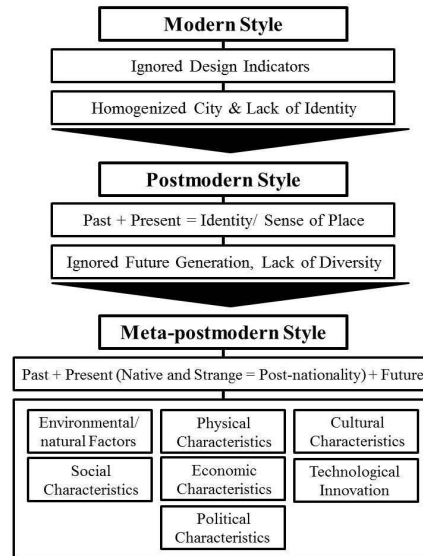 Modern Style
Ignored Design Indicators
Homogenized City & Lack of Identity
Postmodern Style
Past + Present = Identity/ Sense of Place
Ignored Future Generation, Lack of Diversity
Meta-postmodern Style
Past + Present (Native and Strange = Post-nationality) + Future
Environmental/
natural Factors
Physical
Characteristics
Cultural
Characteristics
Social
Characteristics
Economic
Characteristics
Technological
Innovation
Political
Characteristics